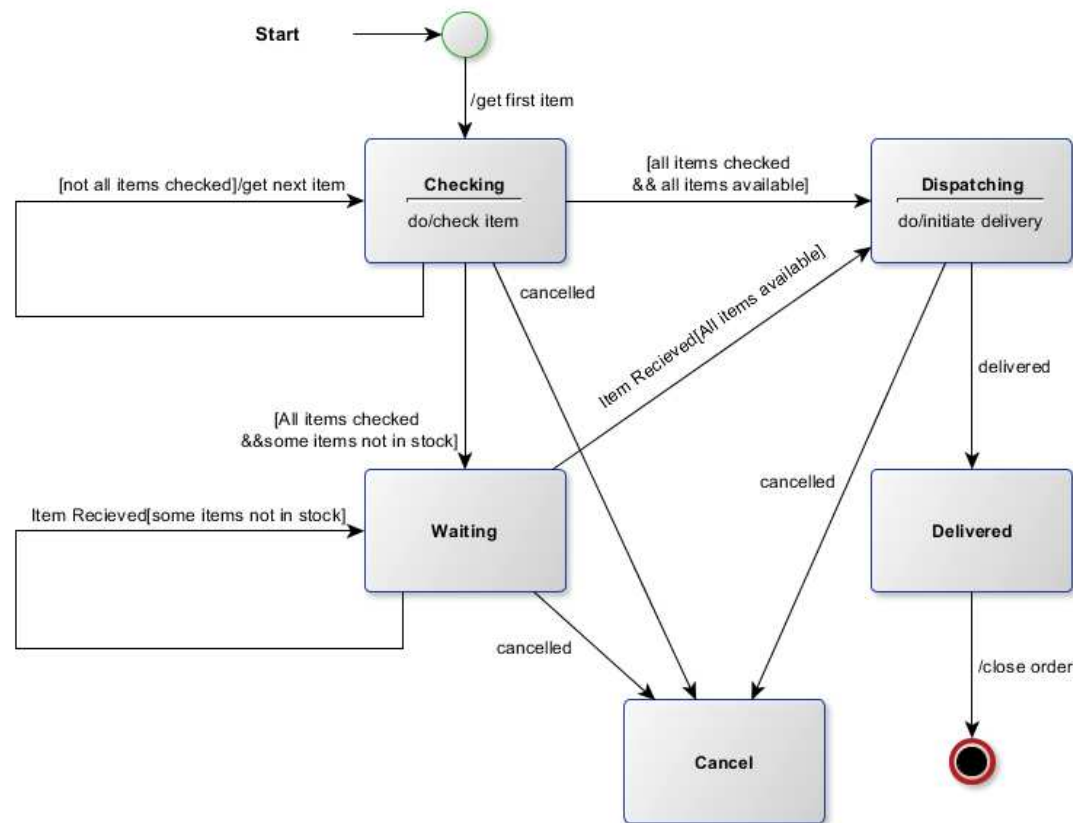 Start
/get first item
[not all items checked]/get next item
Checking
do/check item
[all items checked
&& all items available]
Dispatching
do/initiate delivery
cancelled
Item Recieved[All items available]
delivered
[All items checked
&&some items not in stock]
cancelled
Item Recieved[some items not in stock]
Waiting
Delivered
cancelled
/close order
Cancel